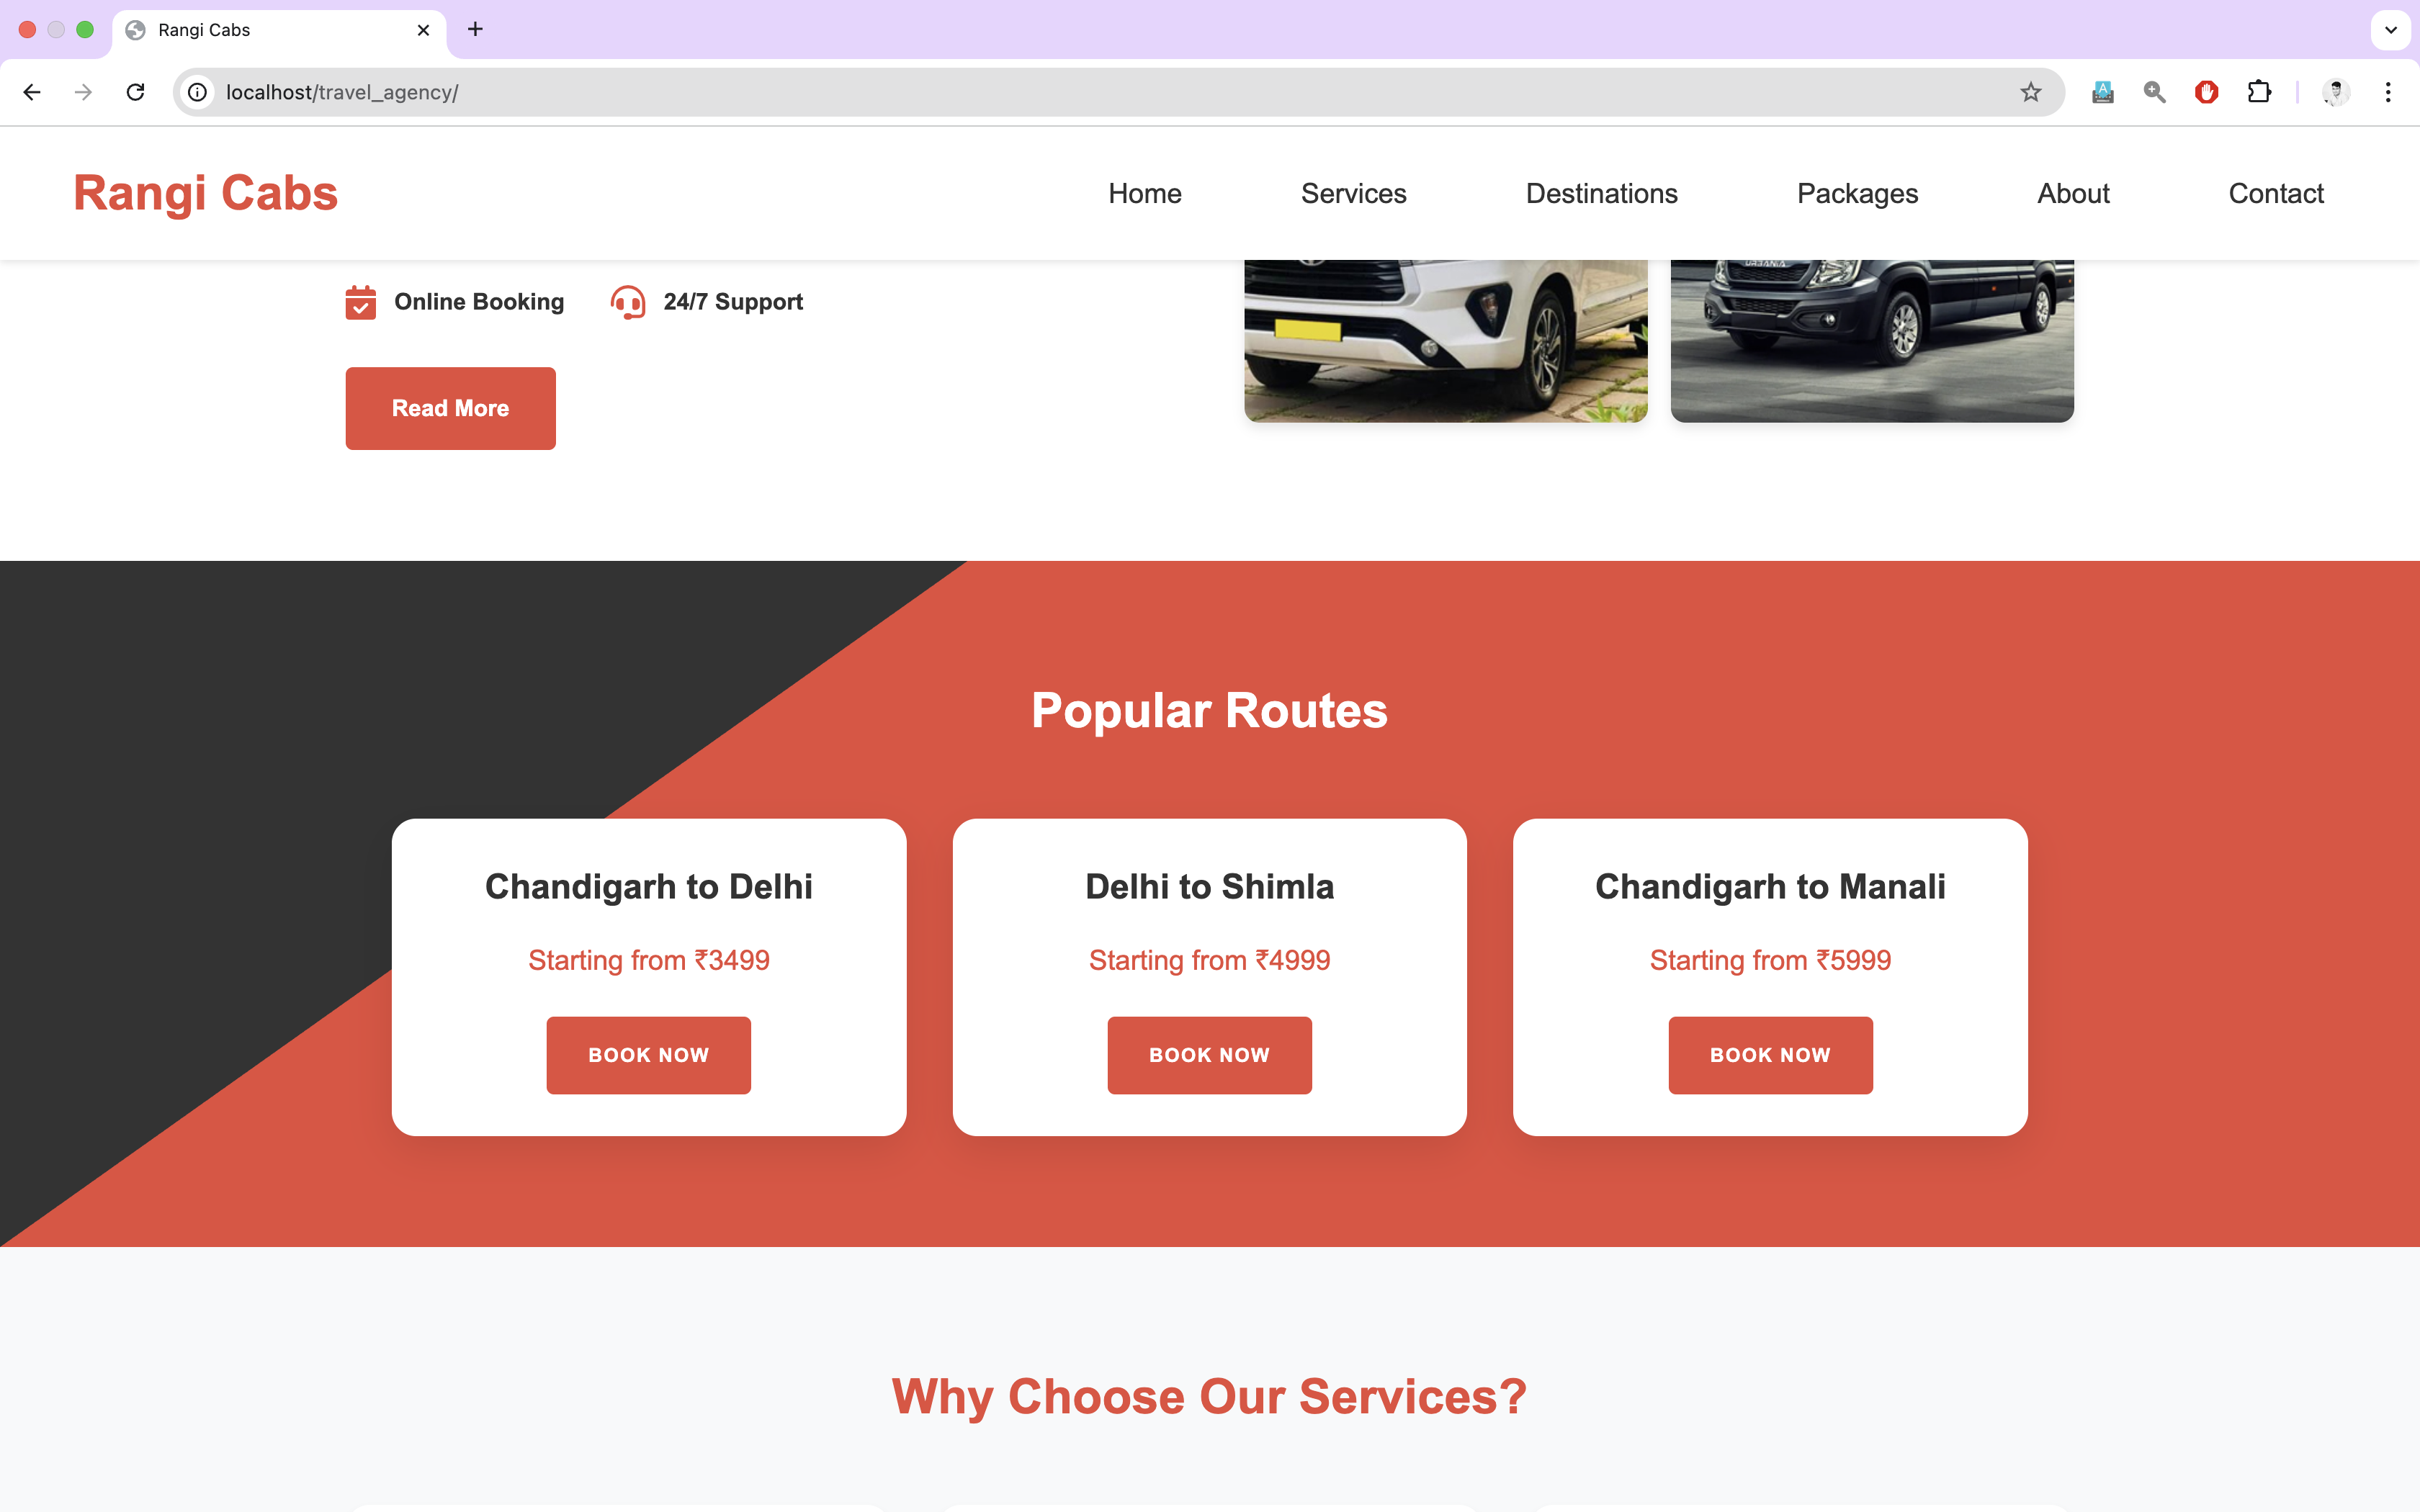 Rangi Cabs
localhost/travel_agency/
Rangi Cabs
Home Services Destinations Packages About Contact
URBANIA
Online Booking 24/7 Support
Read More
Popular Routes
Chandigarh to Delhi
Starting from ₹3499
BOOK NOW
Delhi to Shimla
Starting from ₹4999
BOOK NOW
Chandigarh to Manali
Starting from ₹5999
BOOK NOW
Why Choose Our Services?